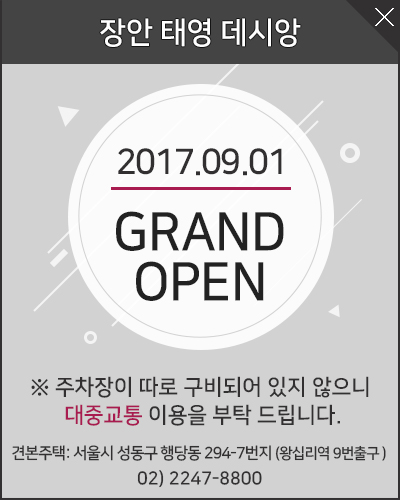 장안 태영 데시앙
2017.09.01
GRAND
OPEN
※ 주차장이 따로 구비되어 있지 않으니
대중교통 이용을 부탁 드립니다.
견본주택: 서울시 성동구 행당동 294-7번지 (왕십리역 9번출구)
02) 2247-8800